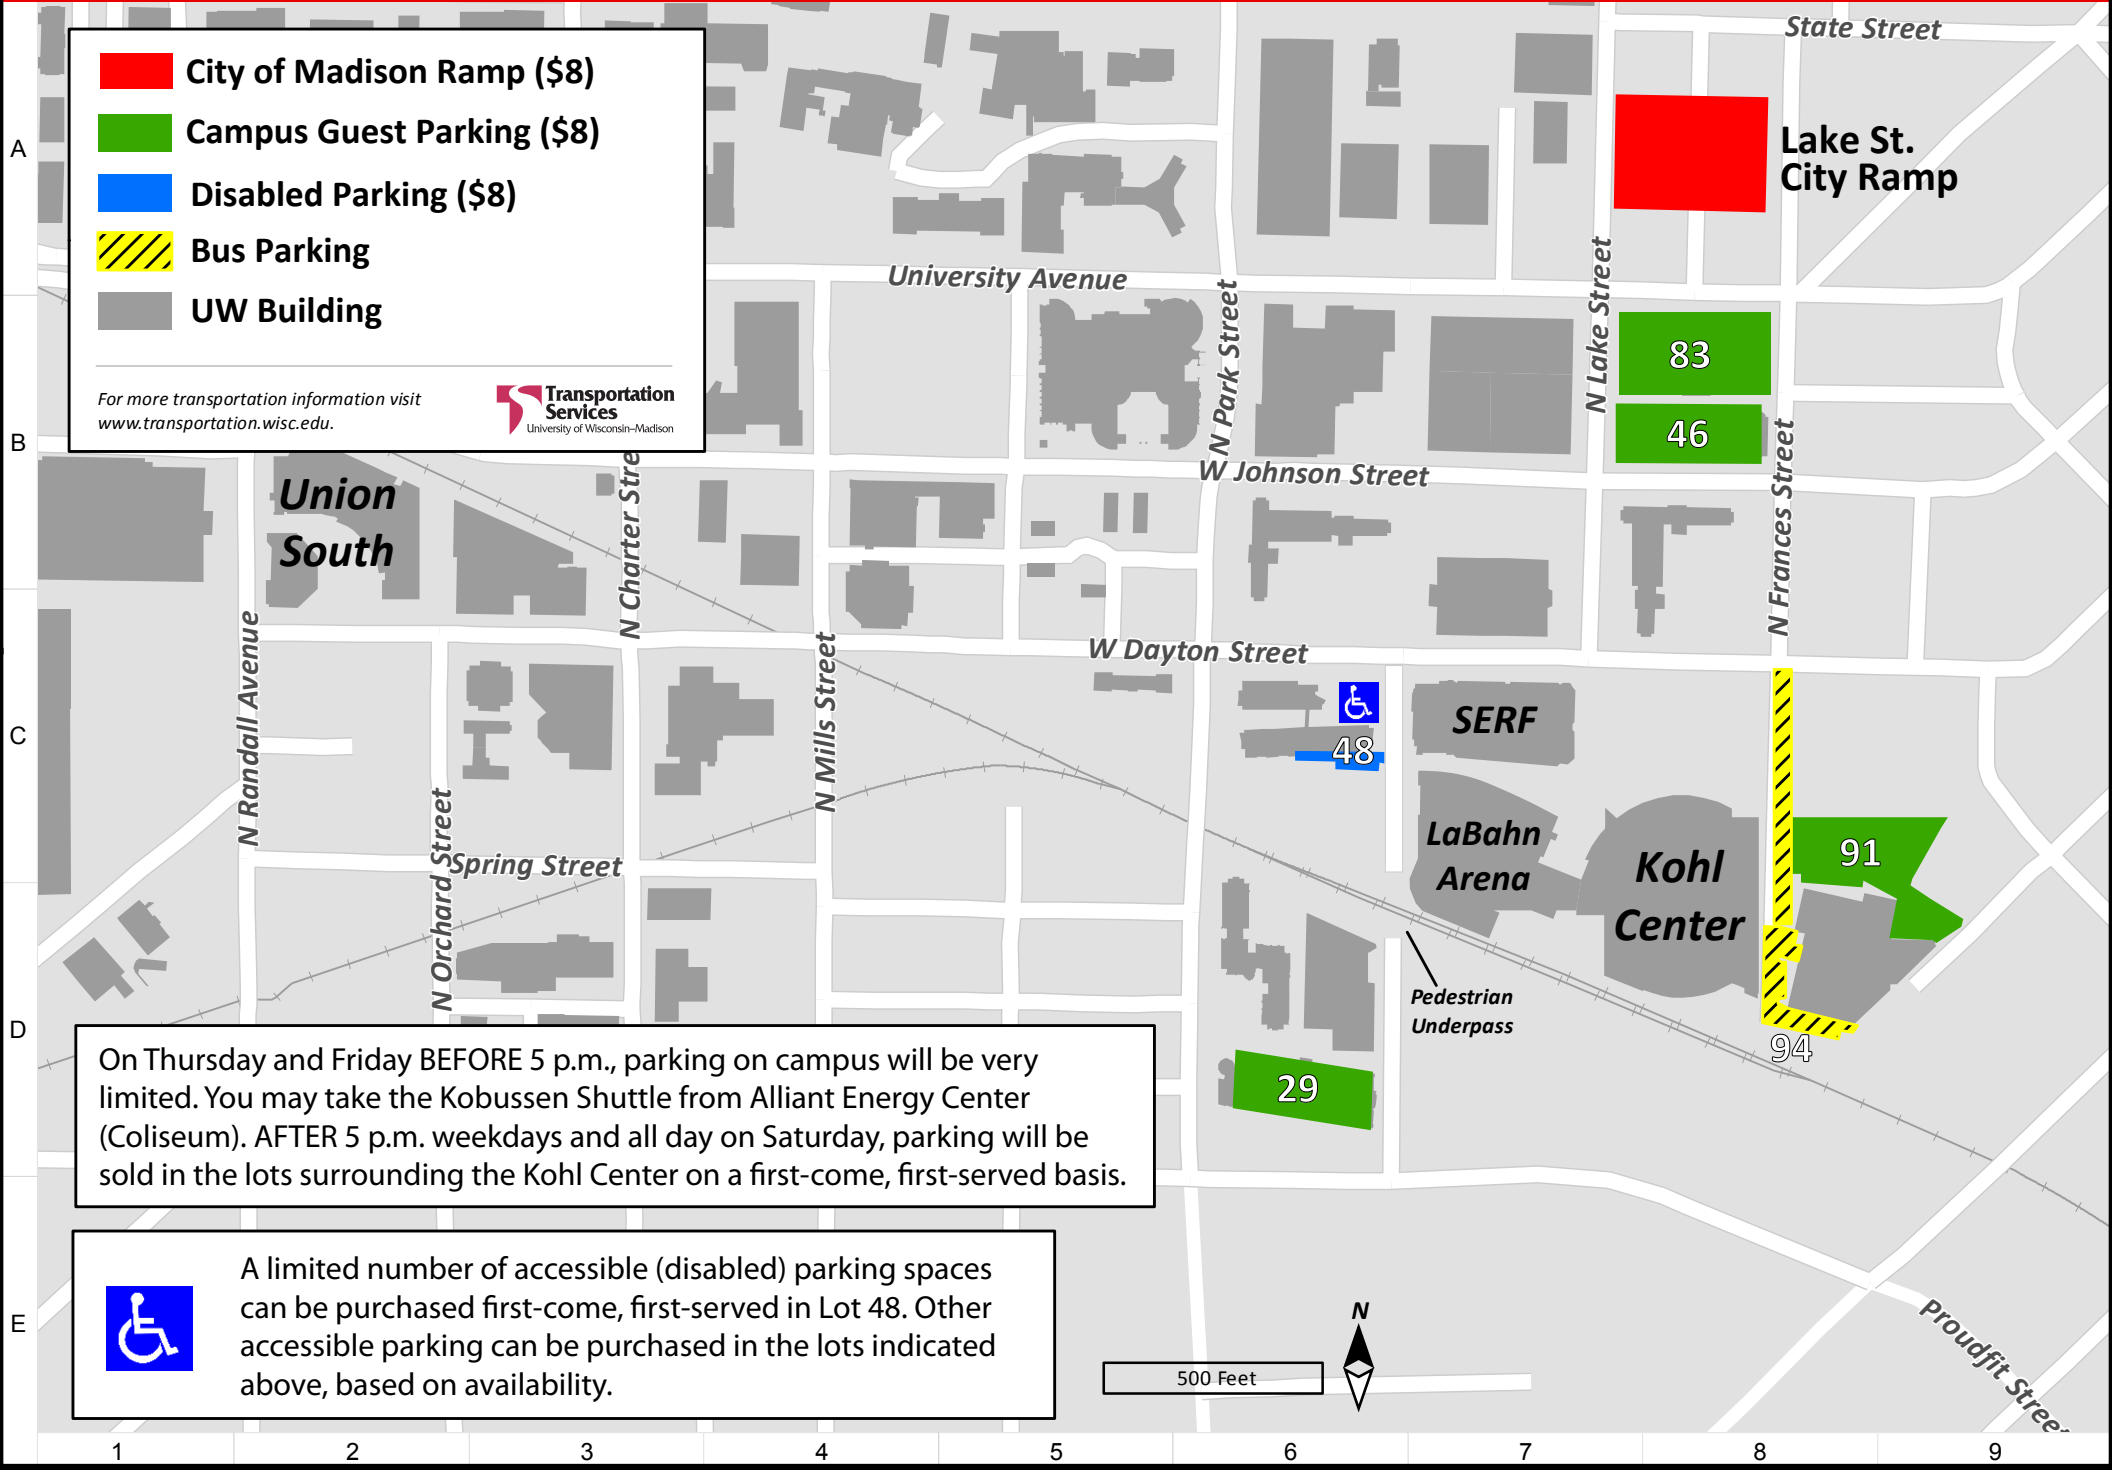 State Street
City of Madison Ramp ($8)
Campus Guest Parking ($8)
Disabled Parking ($8)
Bus Parking
UW Building
For more transportation information visit
www.transportation.wisc.edu.
Transportation
Services
University of Wisconsin–Madison
A
Lake St.
City Ramp
University Avenue
N Park Street
N Lake Street
83
46
B
W Johnson Street
Union
South
N Charter Stre
N Frances Street
N Randall Avenue
N Mills Street
W Dayton Street
C
SERF
48
N Orchard Street
Spring Street
LaBahn
Arena
Kohl
Center
91
Pedestrian
Underpass
D
94
29
On Thursday and Friday BEFORE 5 p.m., parking on campus will be very
limited. You may take the Kobussen Shuttle from Alliant Energy Center
(Coliseum). AFTER 5 p.m. weekdays and all day on Saturday, parking will be
sold in the lots surrounding the Kohl Center on a first-come, first-served basis.
A limited number of accessible (disabled) parking spaces
can be purchased first-come, first-served in Lot 48. Other
accessible parking can be purchased in the lots indicated
above, based on availability.
E
N
500 Feet
Proudfit Street
1
2
3
4
5
6
7
8
9